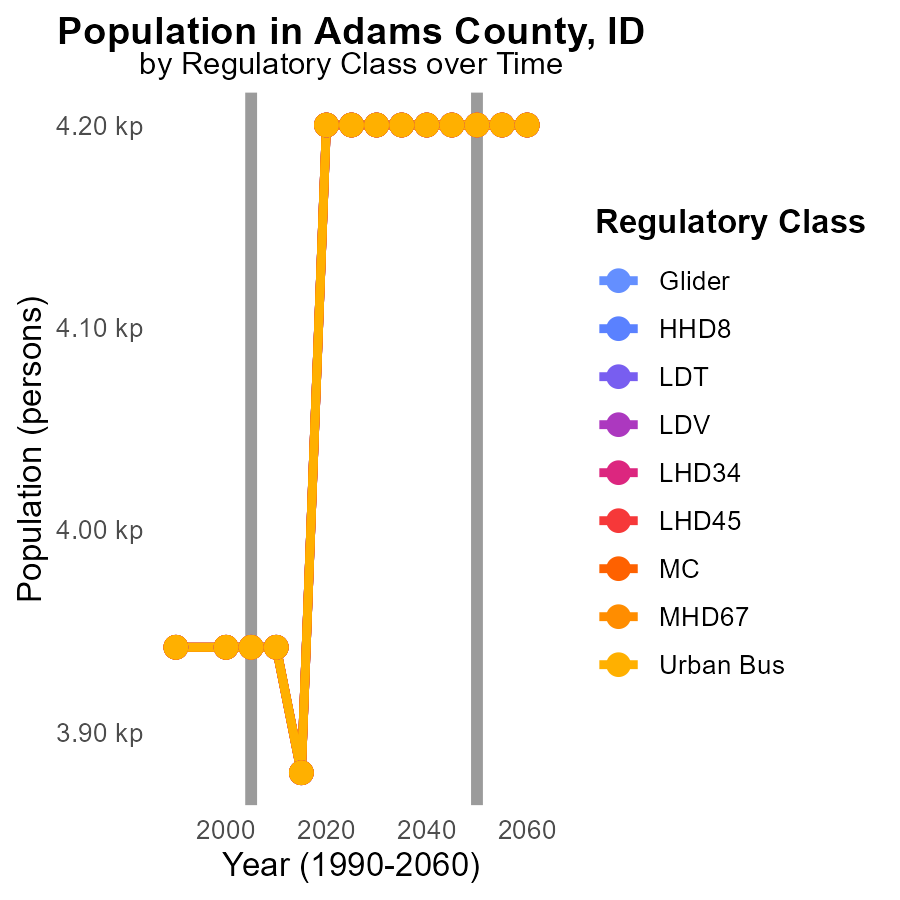 Population in Adams County, ID
by Regulatory Class over Time
Population (persons)
4.20 kp
4.10 kp
4.00 kp
3.90 kp
2000 2020 2040 2060
Year (1990-2060)
Regulatory Class
Glider
HHD8
LDT
LDV
LHD34
LHD45
MC
MHD67
Urban Bus